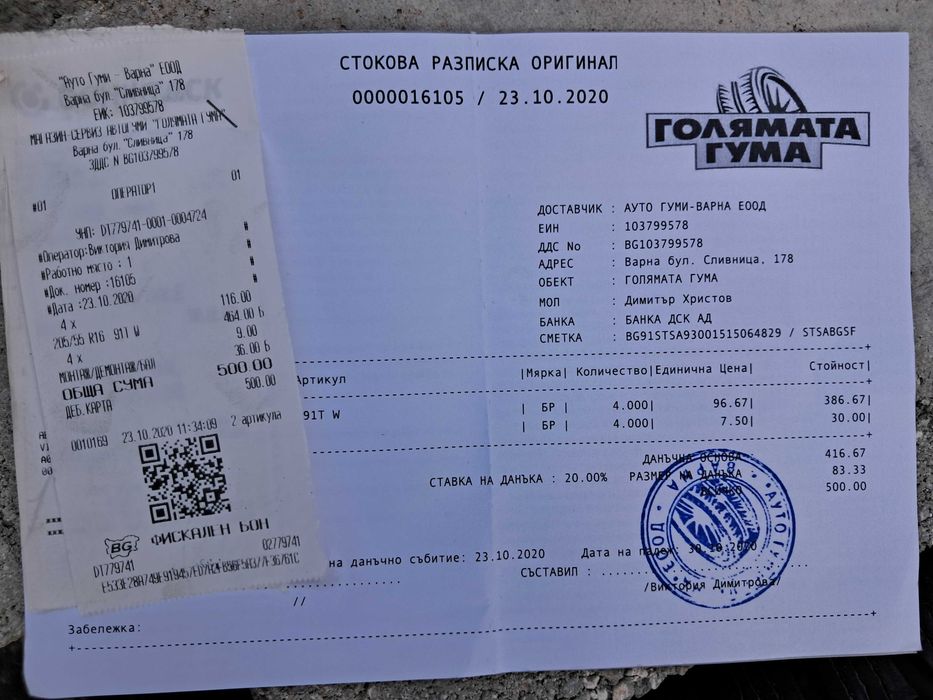 "Ауто Гуми - Варна" ЕООД
Варна бул. "Сливница" 178
ЕИК: 103799578
МАГАЗИН-СЕРВИЗ АВТОГУМИ "ГОЛЯМАТА ГУМА"
Варна бул. "Сливница" 178
ЗДДС N BG103799578
#01 ОПЕРАТОР1 01
УНП: DT779741-0001-0004724
#Оператор:Виктория Димитрова #
#Работно място : 1 #
#Док. номер :16105 #
#Дата :23.10.2020 #
4 x 116.00
205/55 R16 91T W 464.00 Б
4 x 9.00
МОНТАЖ/ДЕМОНТАЖ/БАЛ 36.00 Б
ОБЩА СУМА 500.00
ДЕБ.КАРТА 500.00
2 артикула
0010169 23.10.2020 11:34:09
ФИСКАЛЕН БОН
BG
DT779741 02779741
СТОКОВА РАЗПИСКА ОРИГИНАЛ
0000016105 / 23.10.2020
ГОЛЯМАТА
ГУМА
ДОСТАВЧИК : АУТО ГУМИ-ВАРНА ЕООД
ЕИН : 103799578
ДДС No : BG103799578
АДРЕС : Варна бул. Сливница, 178
ОБЕКТ : ГОЛЯМАТА ГУМА
МОЛ : Димитър Христов
БАНКА : БАНКА ДСК АД
СМЕТКА : BG91STSA93001515064829 / STSABGSF
Артикул |Мярка| Количество|Единична Цена| Стойност|
91T W | БР | 4.000| 96.67| 386.67|
| БР | 4.000| 7.50| 30.00|
ДАНЪЧНА ОСНОВА 416.67
СТАВКА НА ДАНЪКА : 20.00% РАЗМЕР НА ДАНЪКА 83.33
ВСИЧКО 500.00
на данъчно събитие: 23.10.2020 Дата на падеж: 30.10.2020
СЪСТАВИЛ : ....................
/Виктория Димитрова/
//
Забележка: